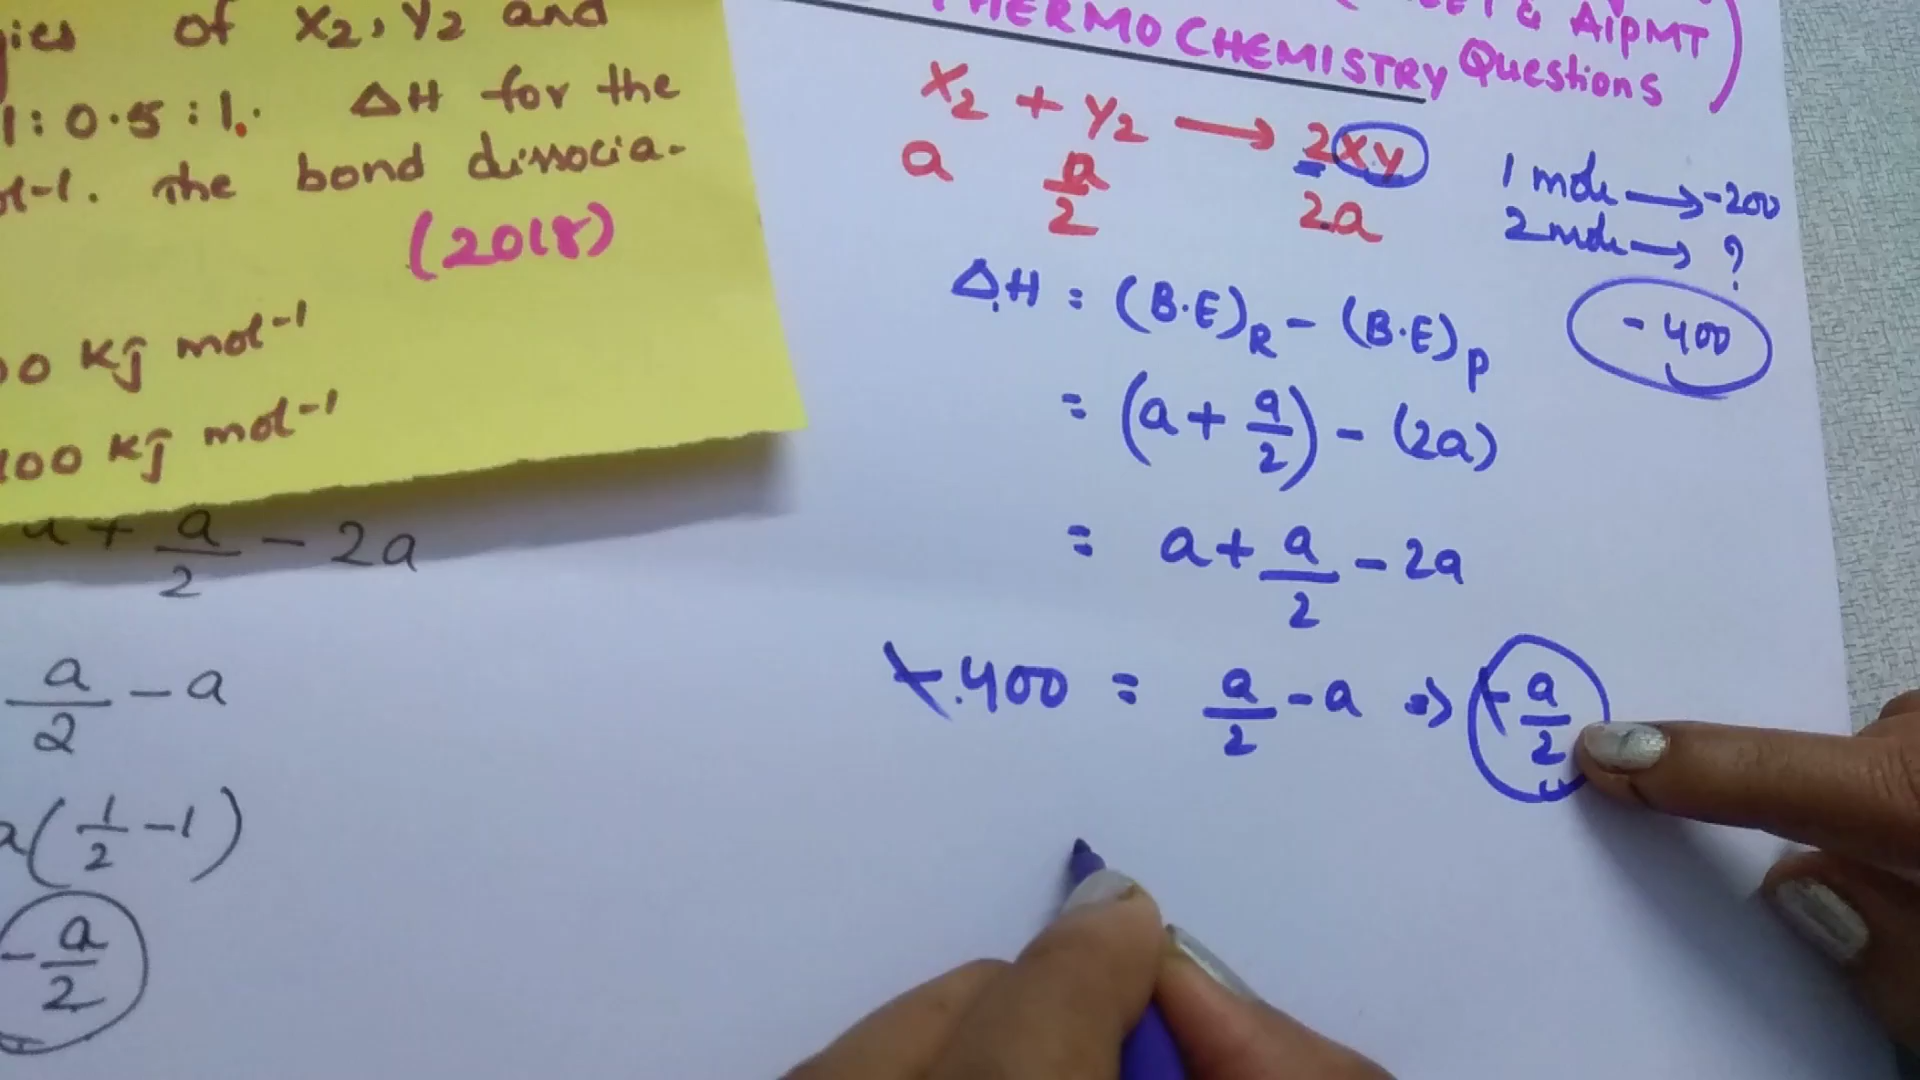 of X2, Y2 and
1:0.5:1. ΔH for the
mol-1. The bond dissocia-
(2018)
00 KJ mol-1
100 KJ mol-1
+ a/2 - 2a
a/2 - a
a(1/2 - 1)
-a/2
& AIPMT)
THERMOCHEMISTRY Questions
X2 + Y2 → 2XY
a a/2 2a
1 mole → -200
2 mole → ?
-400
ΔH = (B.E)R - (B.E)P
= (a + a/2) - (2a)
= a + a/2 - 2a
-400 = a/2 - a ⇒ -a/2